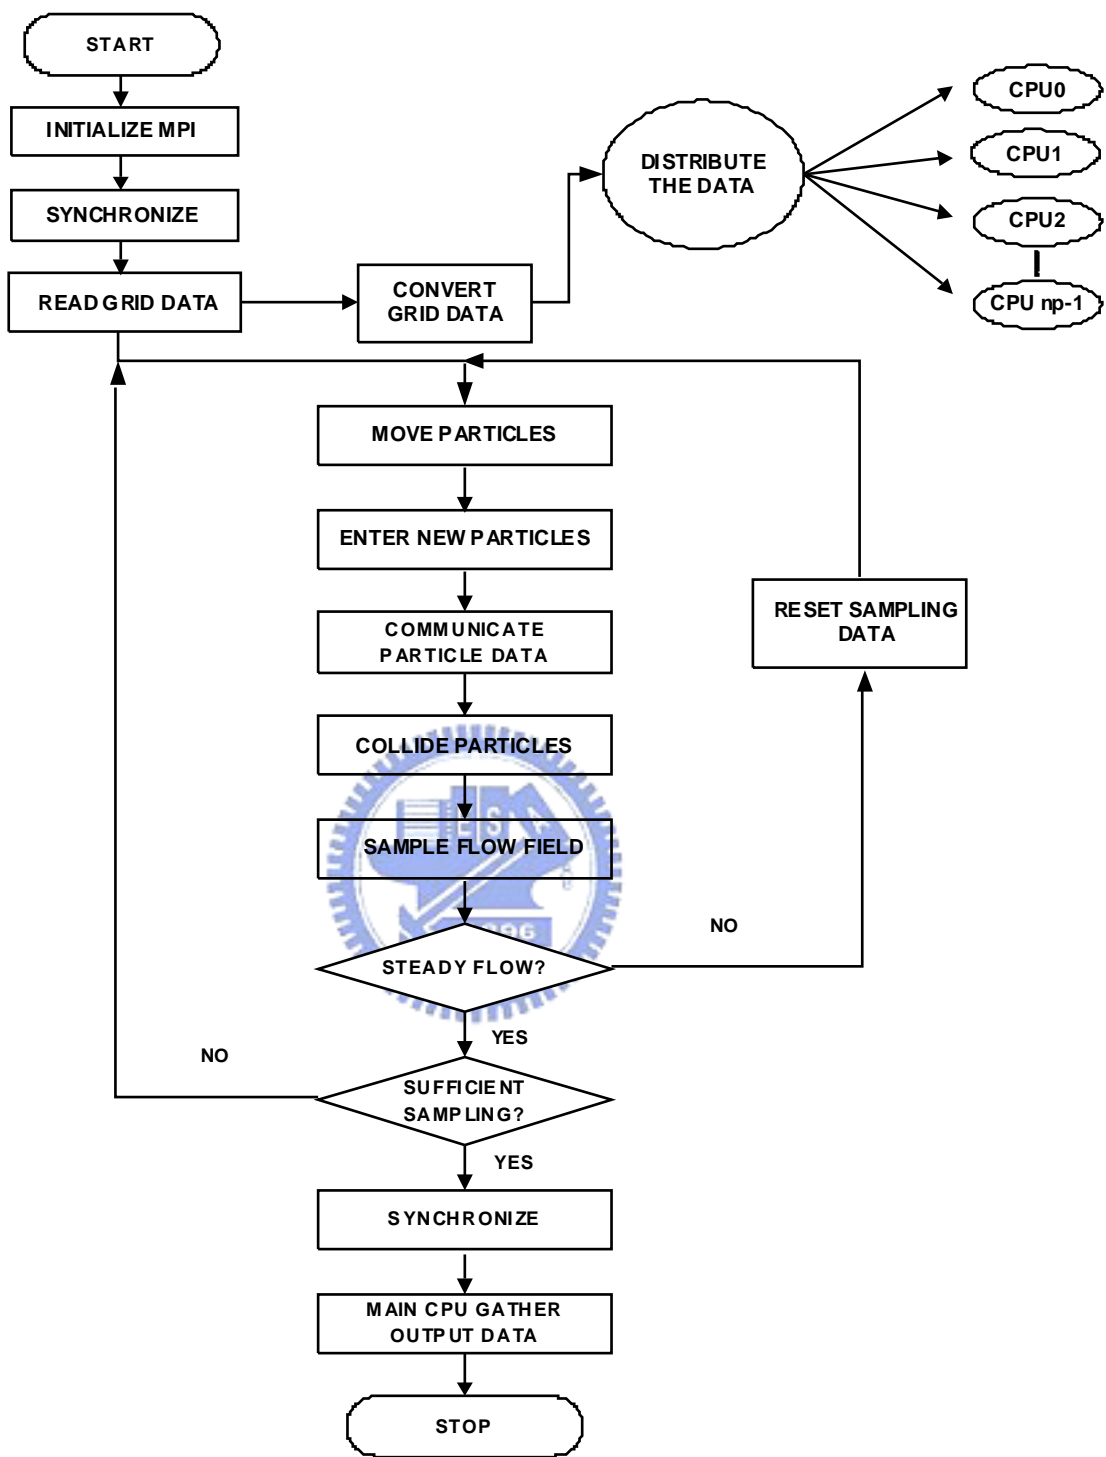 START
INITIALIZE MPI
SYNCHRONIZE
READ GRID DATA
CONVERT
GRID DATA
DISTRIBUTE
THE DATA
CPU0
CPU1
CPU2
CPU np-1
MOVE PARTICLES
ENTER NEW PARTICLES
COMMUNICATE
PARTICLE DATA
COLLIDE PARTICLES
SAMPLE FLOW FIELD
RESET SAMPLING
DATA
STEADY FLOW?
NO
YES
SUFFICIENT
SAMPLING?
NO
YES
SYNCHRONIZE
MAIN CPU GATHER
OUTPUT DATA
STOP